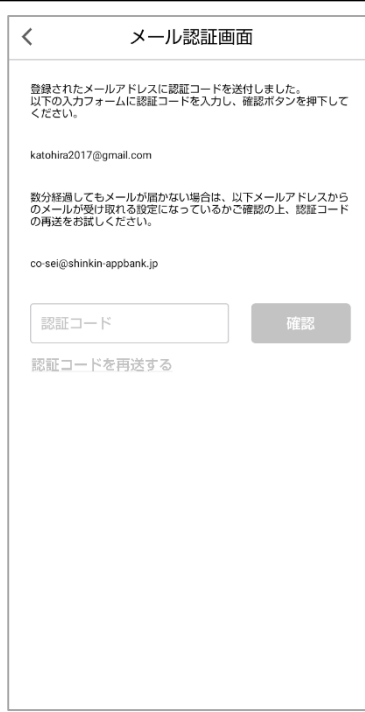 メール認証画面
登録されたメールアドレスに認証コードを送付しました。
以下の入力フォームに認証コードを入力し、確認ボタンを押下して
ください。
katohira2017@gmail.com
数分経過してもメールが届かない場合は、以下メールアドレスから
のメールが受け取れる設定になっているかご確認の上、認証コード
の再送をお試しください。
co-sei@shinkin-appbank.jp
認証コード
確認
認証コードを再送する